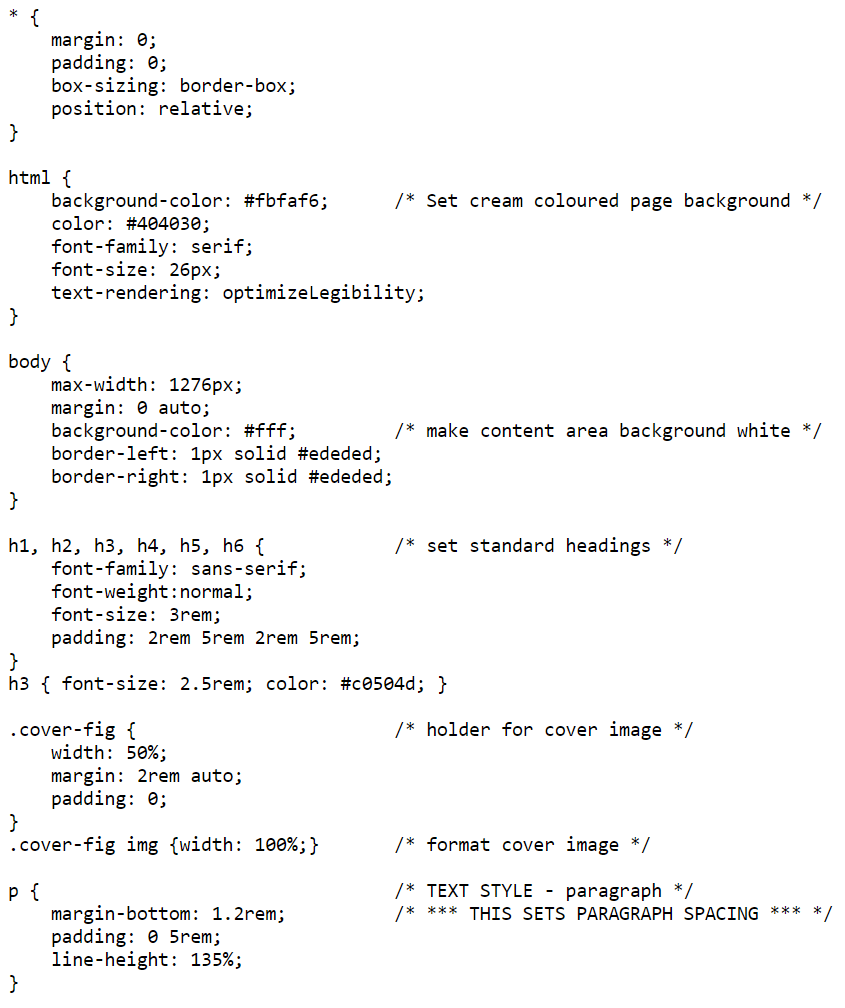 * {
    margin: 0;
    padding: 0;
    box-sizing: border-box;
    position: relative;
}

html {
    background-color: #fbfaf6;      /* Set cream coloured page background */
    color: #404030;
    font-family: serif;
    font-size: 26px;
    text-rendering: optimizeLegibility;
}

body {
    max-width: 1276px;
    margin: 0 auto;
    background-color: #fff;         /* make content area background white */
    border-left: 1px solid #ededed;
    border-right: 1px solid #ededed;
}

h1, h2, h3, h4, h5, h6 {            /* set standard headings */
    font-family: sans-serif;
    font-weight:normal;
    font-size: 3rem;
    padding: 2rem 5rem 2rem 5rem;
}
h3 { font-size: 2.5rem; color: #c0504d; }

.cover-fig {                        /* holder for cover image */
    width: 50%;
    margin: 2rem auto;
    padding: 0;
}
.cover-fig img {width: 100%;}       /* format cover image */

p {                                 /* TEXT STYLE - paragraph */
    margin-bottom: 1.2rem;          /* *** THIS SETS PARAGRAPH SPACING *** */
    padding: 0 5rem;
    line-height: 135%;
}